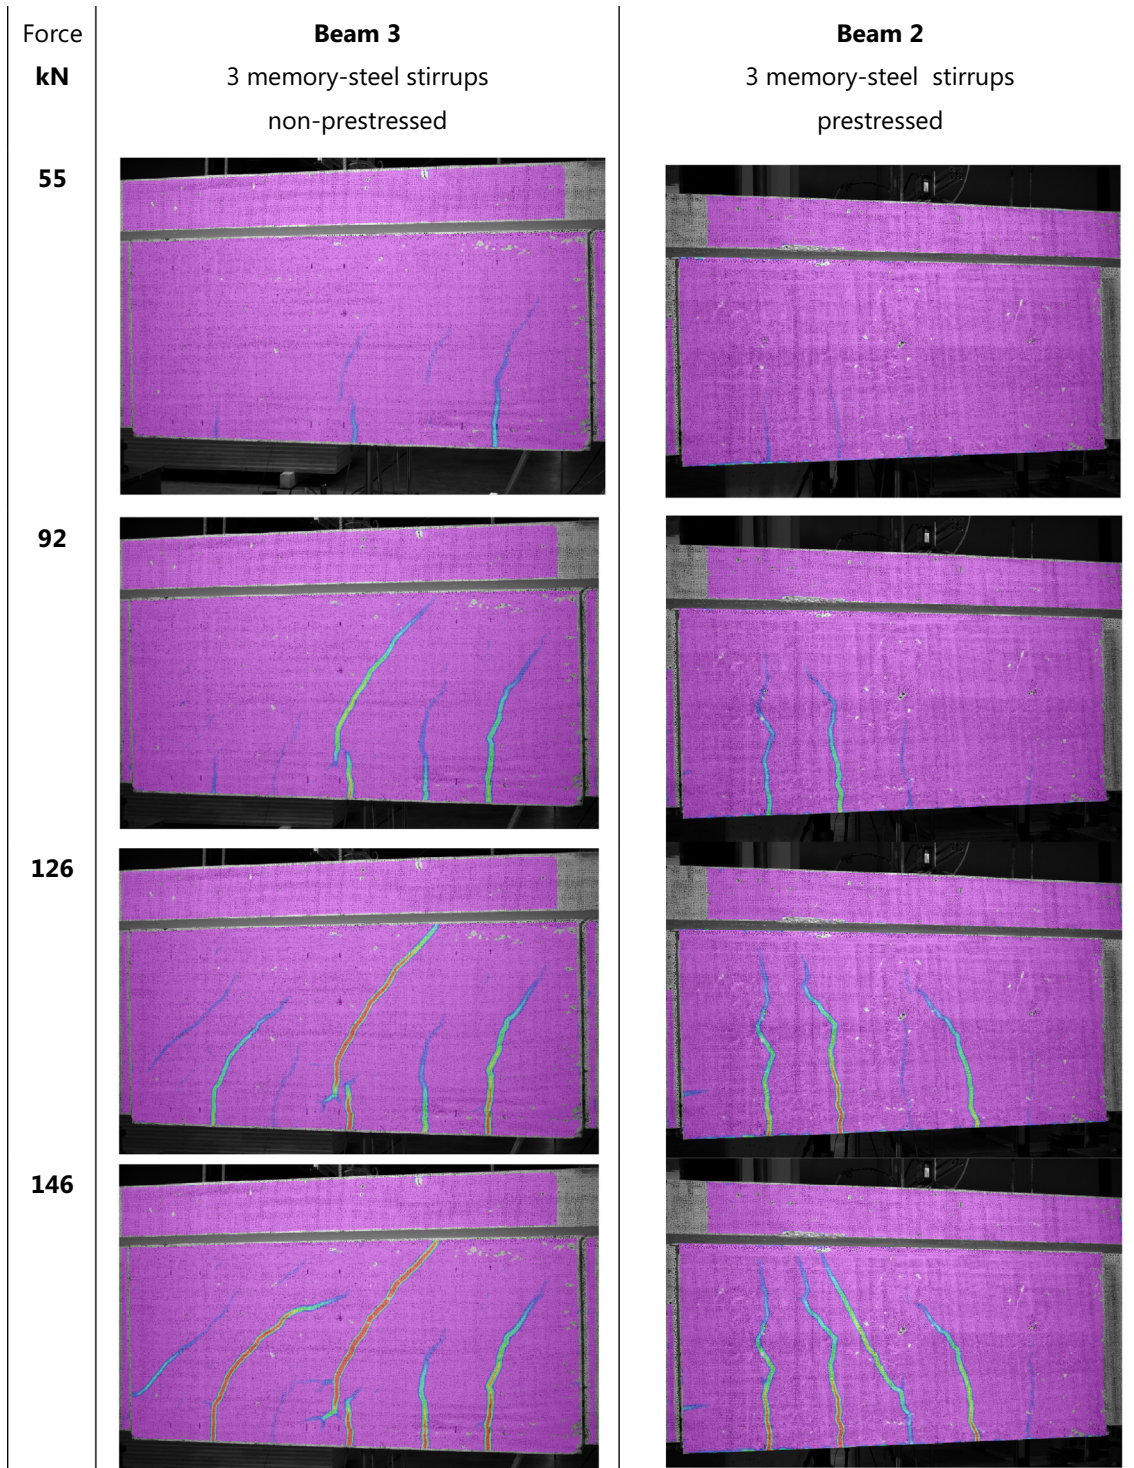 Force
kN
Beam 3
3 memory-steel stirrups
non-prestressed
Beam 2
3 memory-steel stirrups
prestressed
55
92
126
146